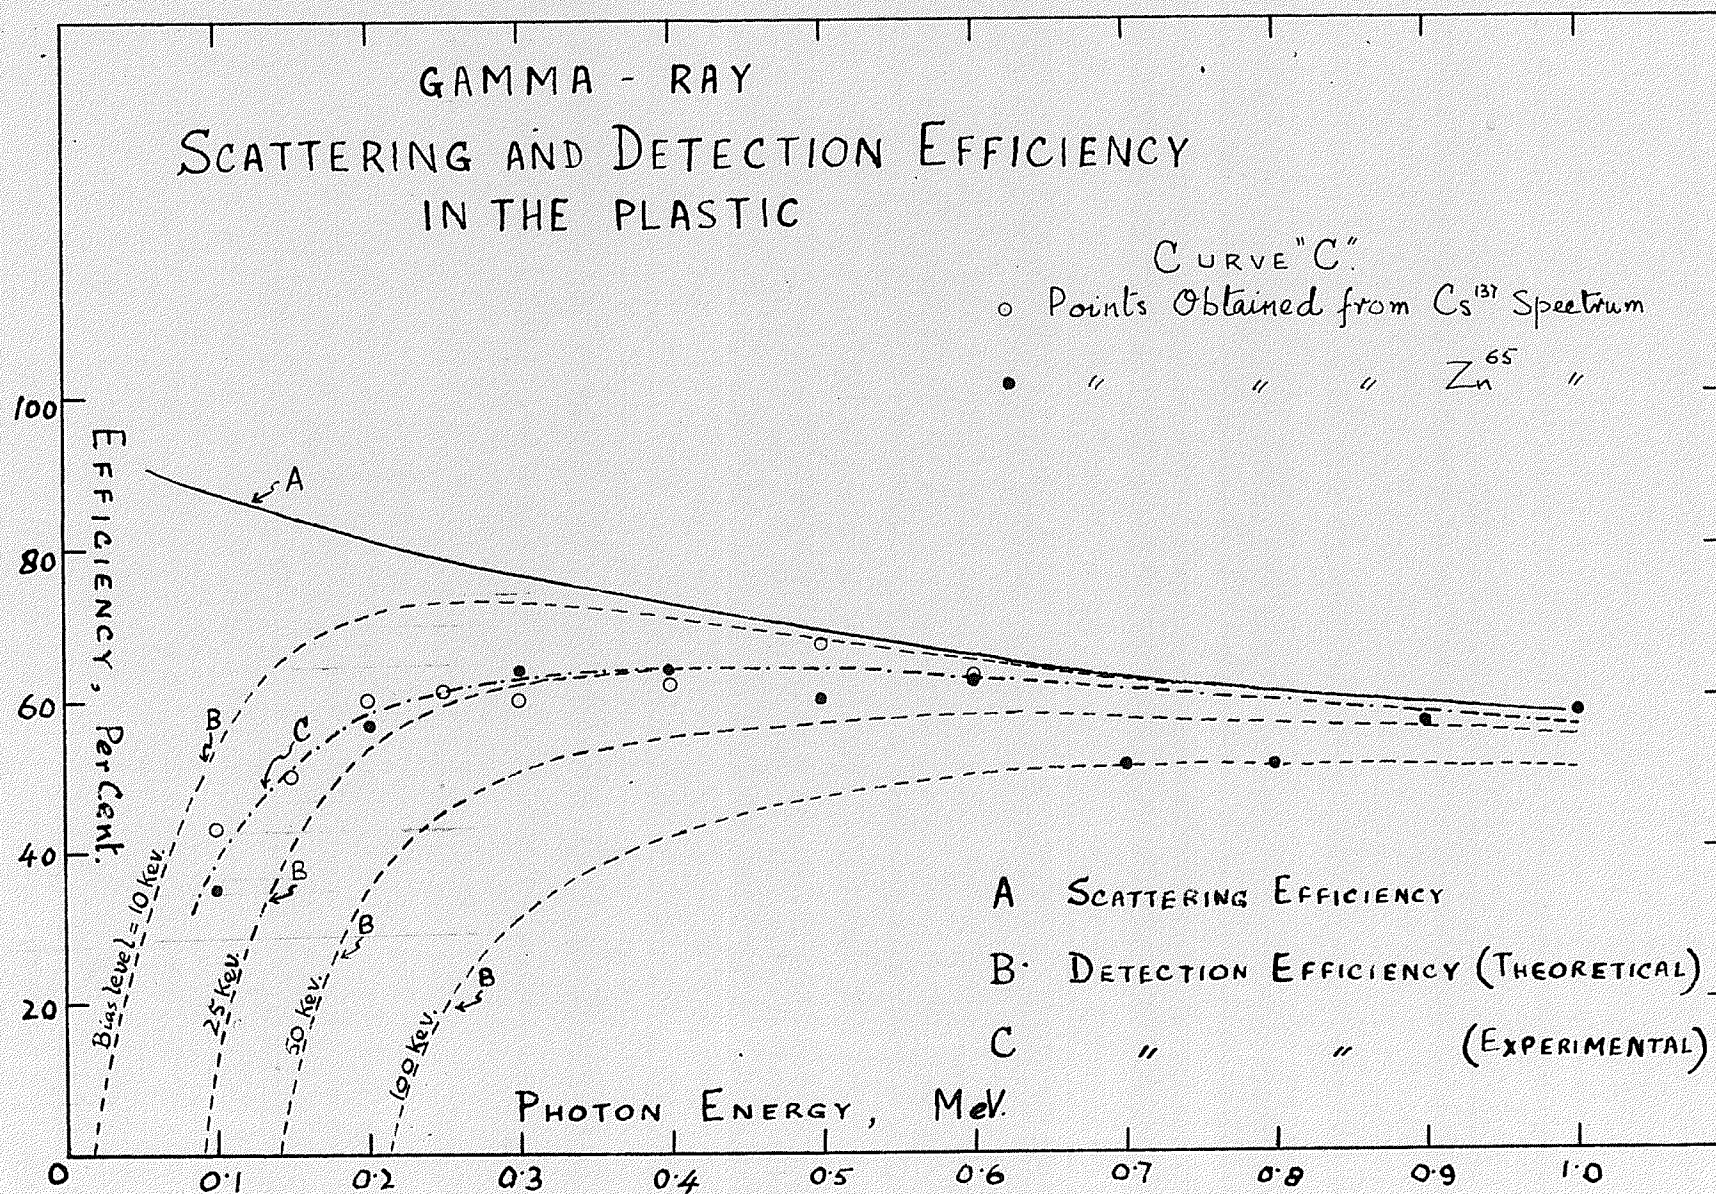 GAMMA - RAY
SCATTERING AND DETECTION EFFICIENCY
IN THE PLASTIC
CURVE "C".
○ Points Obtained from Cs¹³⁷ Spectrum
● " " " Zn⁶⁵ "
100
80
60
40
20
EFFICIENCY, Per Cent.
A
B
C
B
B
B
Bias level = 10 Kev.
25 Kev.
50 Kev.
100 Kev.
A SCATTERING EFFICIENCY
B. DETECTION EFFICIENCY (THEORETICAL)
C " " (EXPERIMENTAL)
PHOTON ENERGY, MeV.
0 0.1 0.2 0.3 0.4 0.5 0.6 0.7 0.8 0.9 1.0